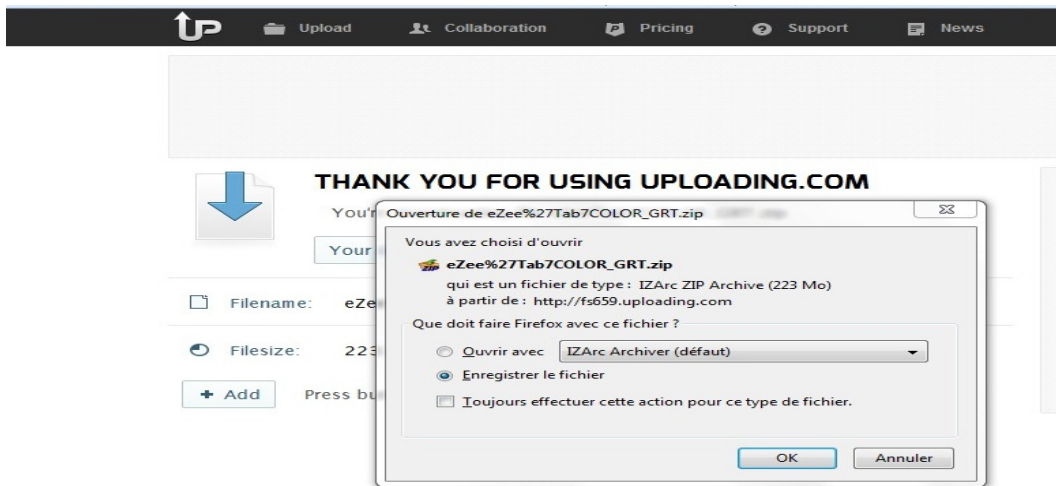 UP Upload Collaboration Pricing Support News
THANK YOU FOR USING UPLOADING.COM
You'r
Your
Filename: eZe
Filesize: 223
+ Add Press bu
Ouverture de eZee%27Tab7COLOR_GRT.zip
Vous avez choisi d'ouvrir
eZee%27Tab7COLOR_GRT.zip
qui est un fichier de type : IZArc ZIP Archive (223 Mo)
à partir de : http://fs659.uploading.com
Que doit faire Firefox avec ce fichier ?
Ouvrir avec IZArc Archiver (défaut)
Enregistrer le fichier
Toujours effectuer cette action pour ce type de fichier.
OK Annuler